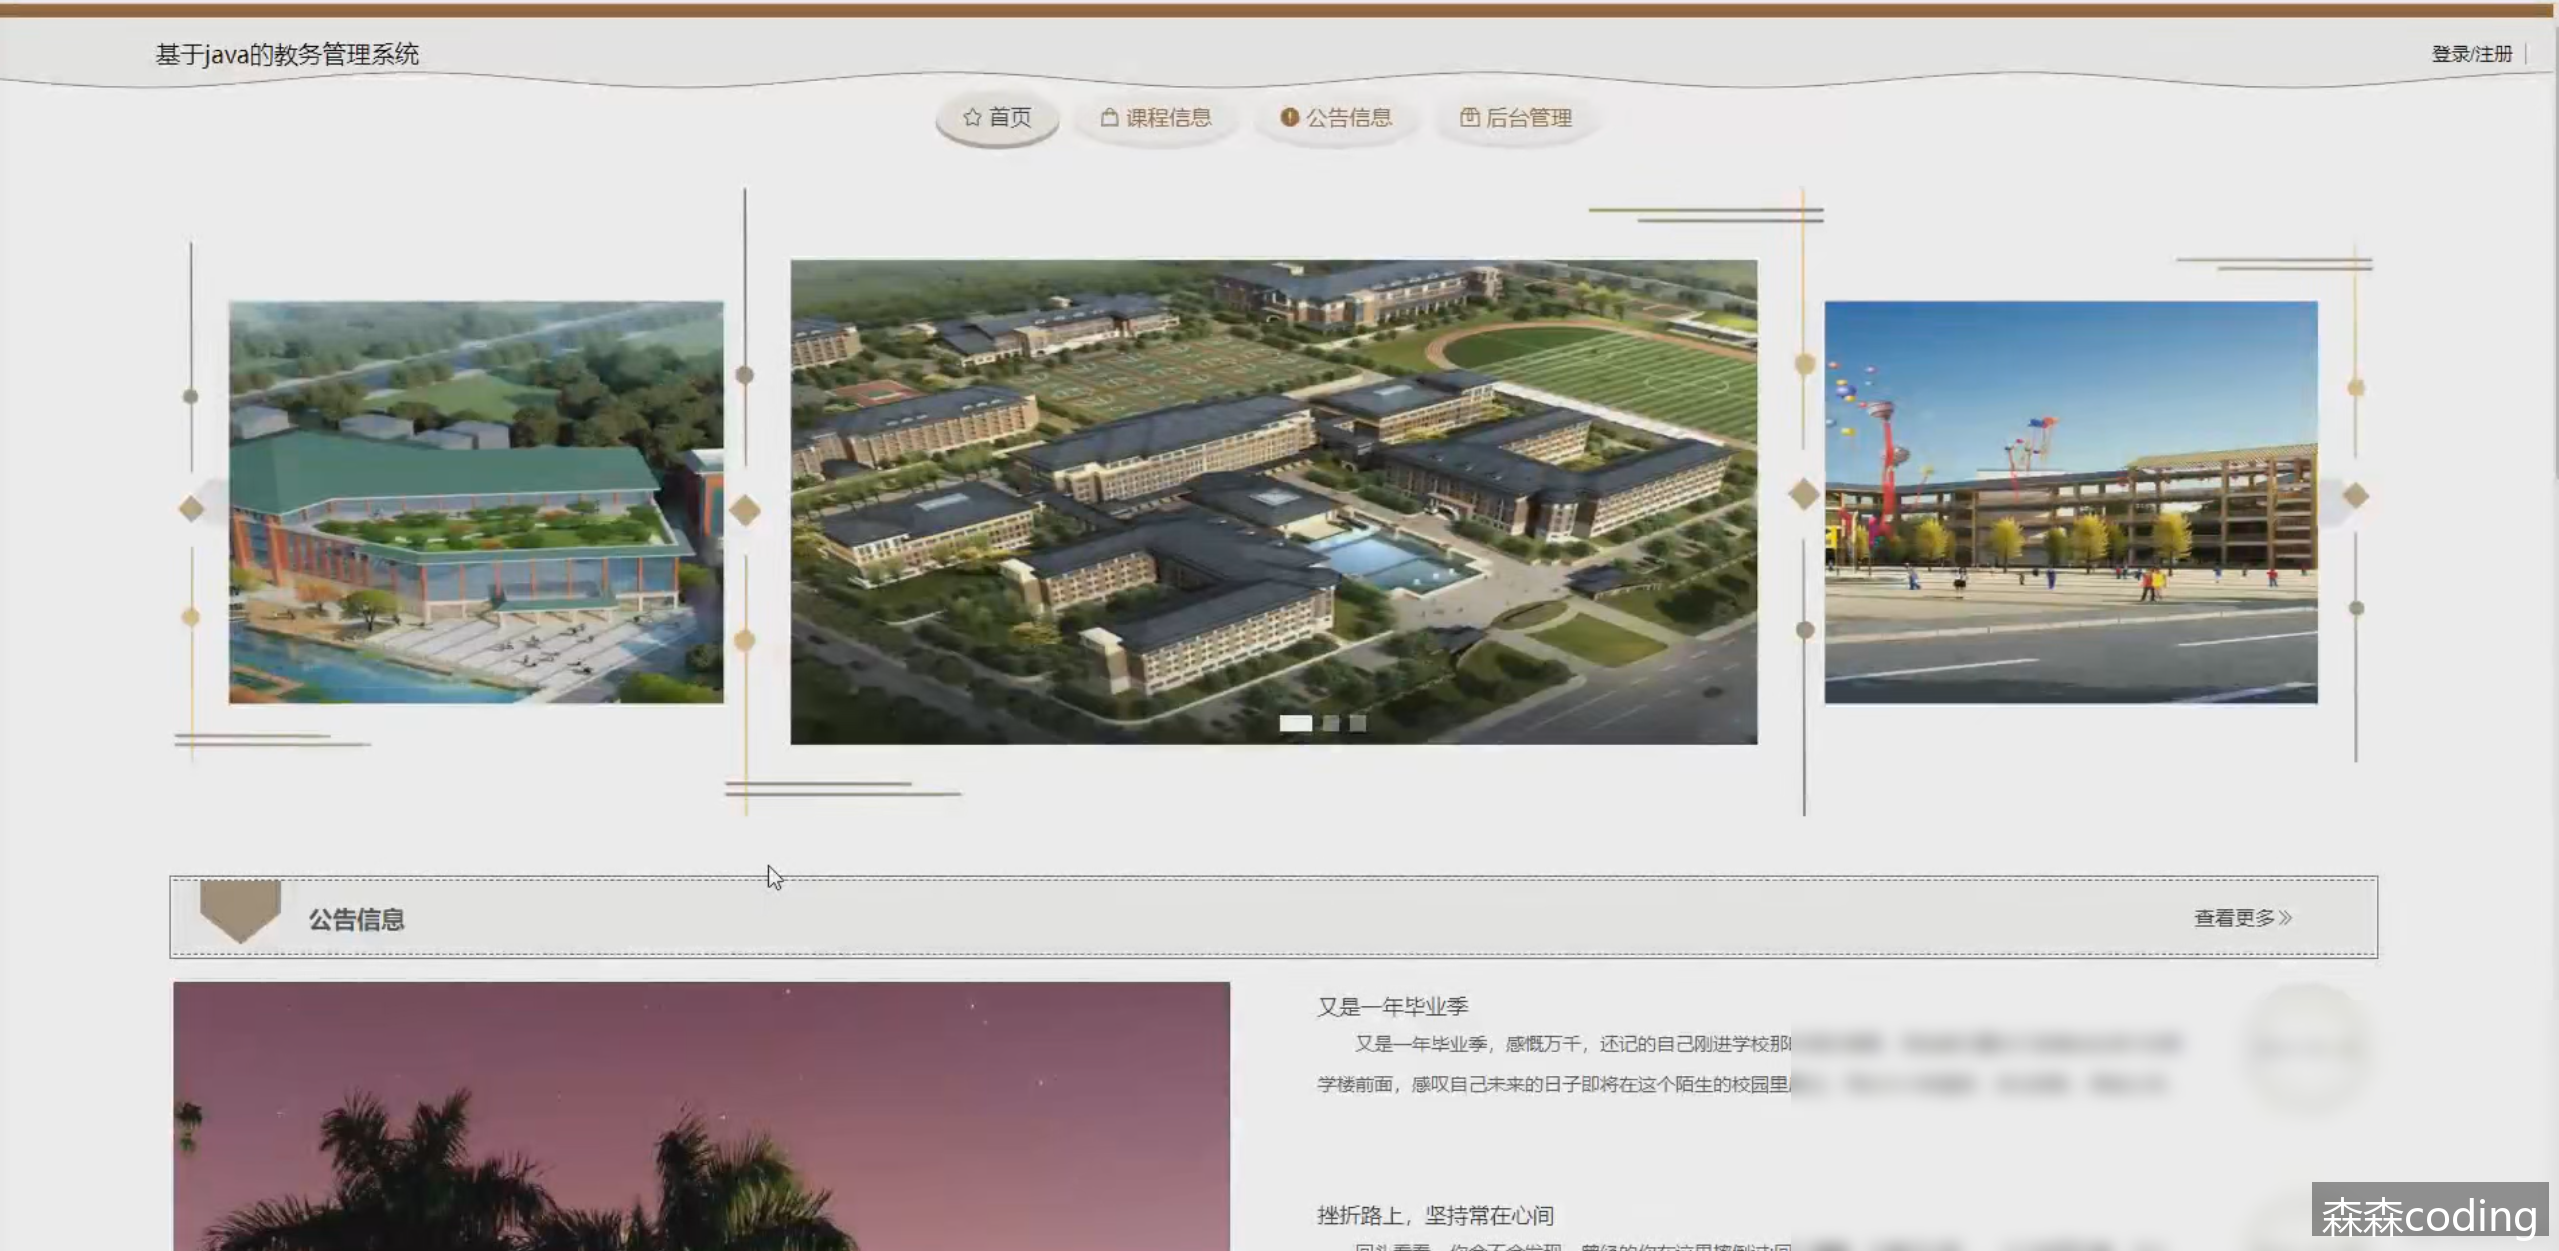 基于java的教务管理系统
登录/注册
首页
课程信息
公告信息
后台管理
公告信息
查看更多
又是一年毕业季
又是一年毕业季，感慨万千，还记的自己刚进学校那
学楼前面，感叹自己未来的日子即将在这个陌生的校园里
挫折路上，坚持常在心间
森森coding